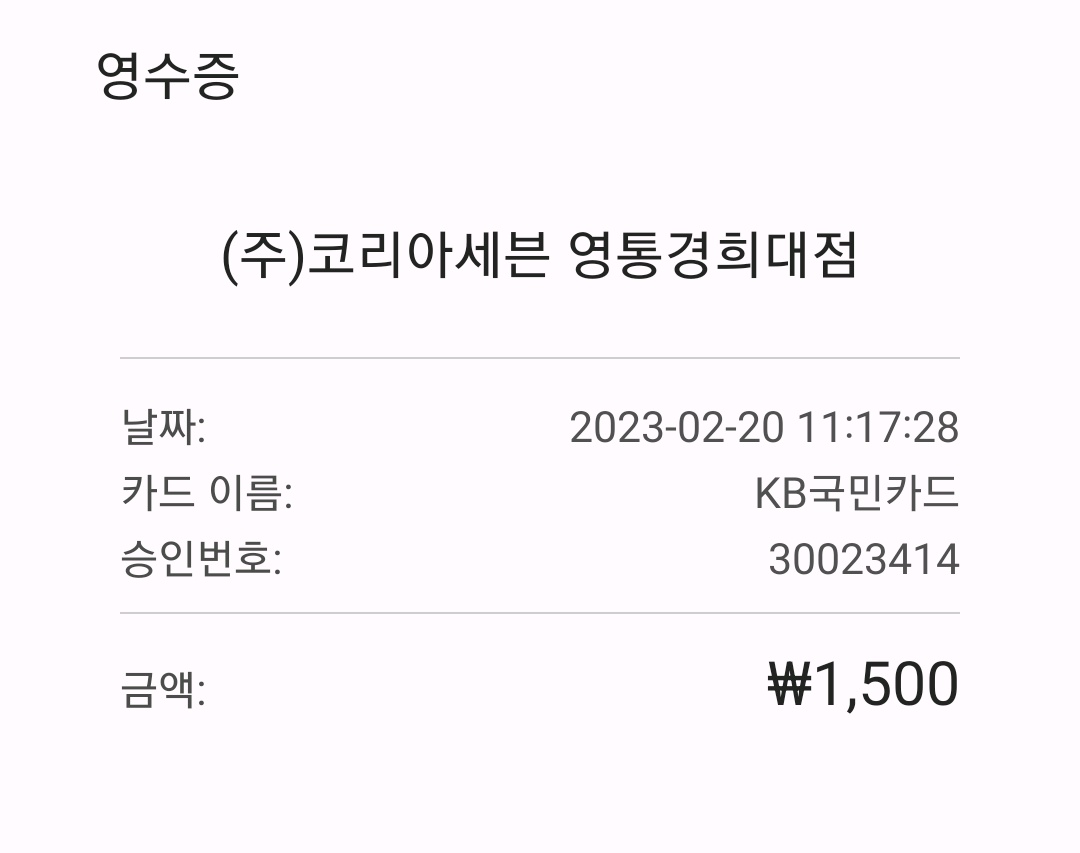 영수증
(주)코리아세븐 영통경희대점
날짜: 2023-02-20 11:17:28
카드 이름: KB국민카드
승인번호: 30023414
금액: ₩1,500